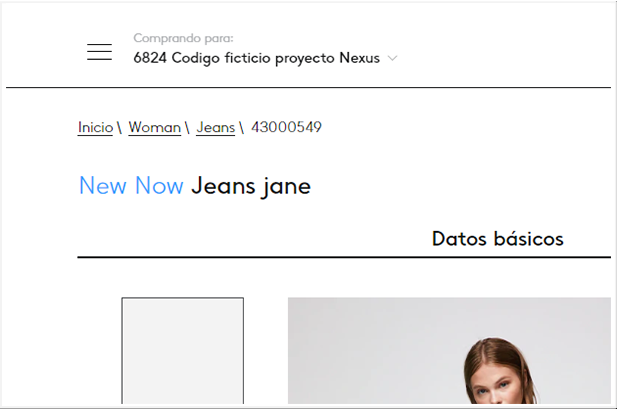 Comprando para:
6824 Codigo ficticio proyecto Nexus
Inicio \ Woman \ Jeans \ 43000549
New Now Jeans jane
Datos básicos